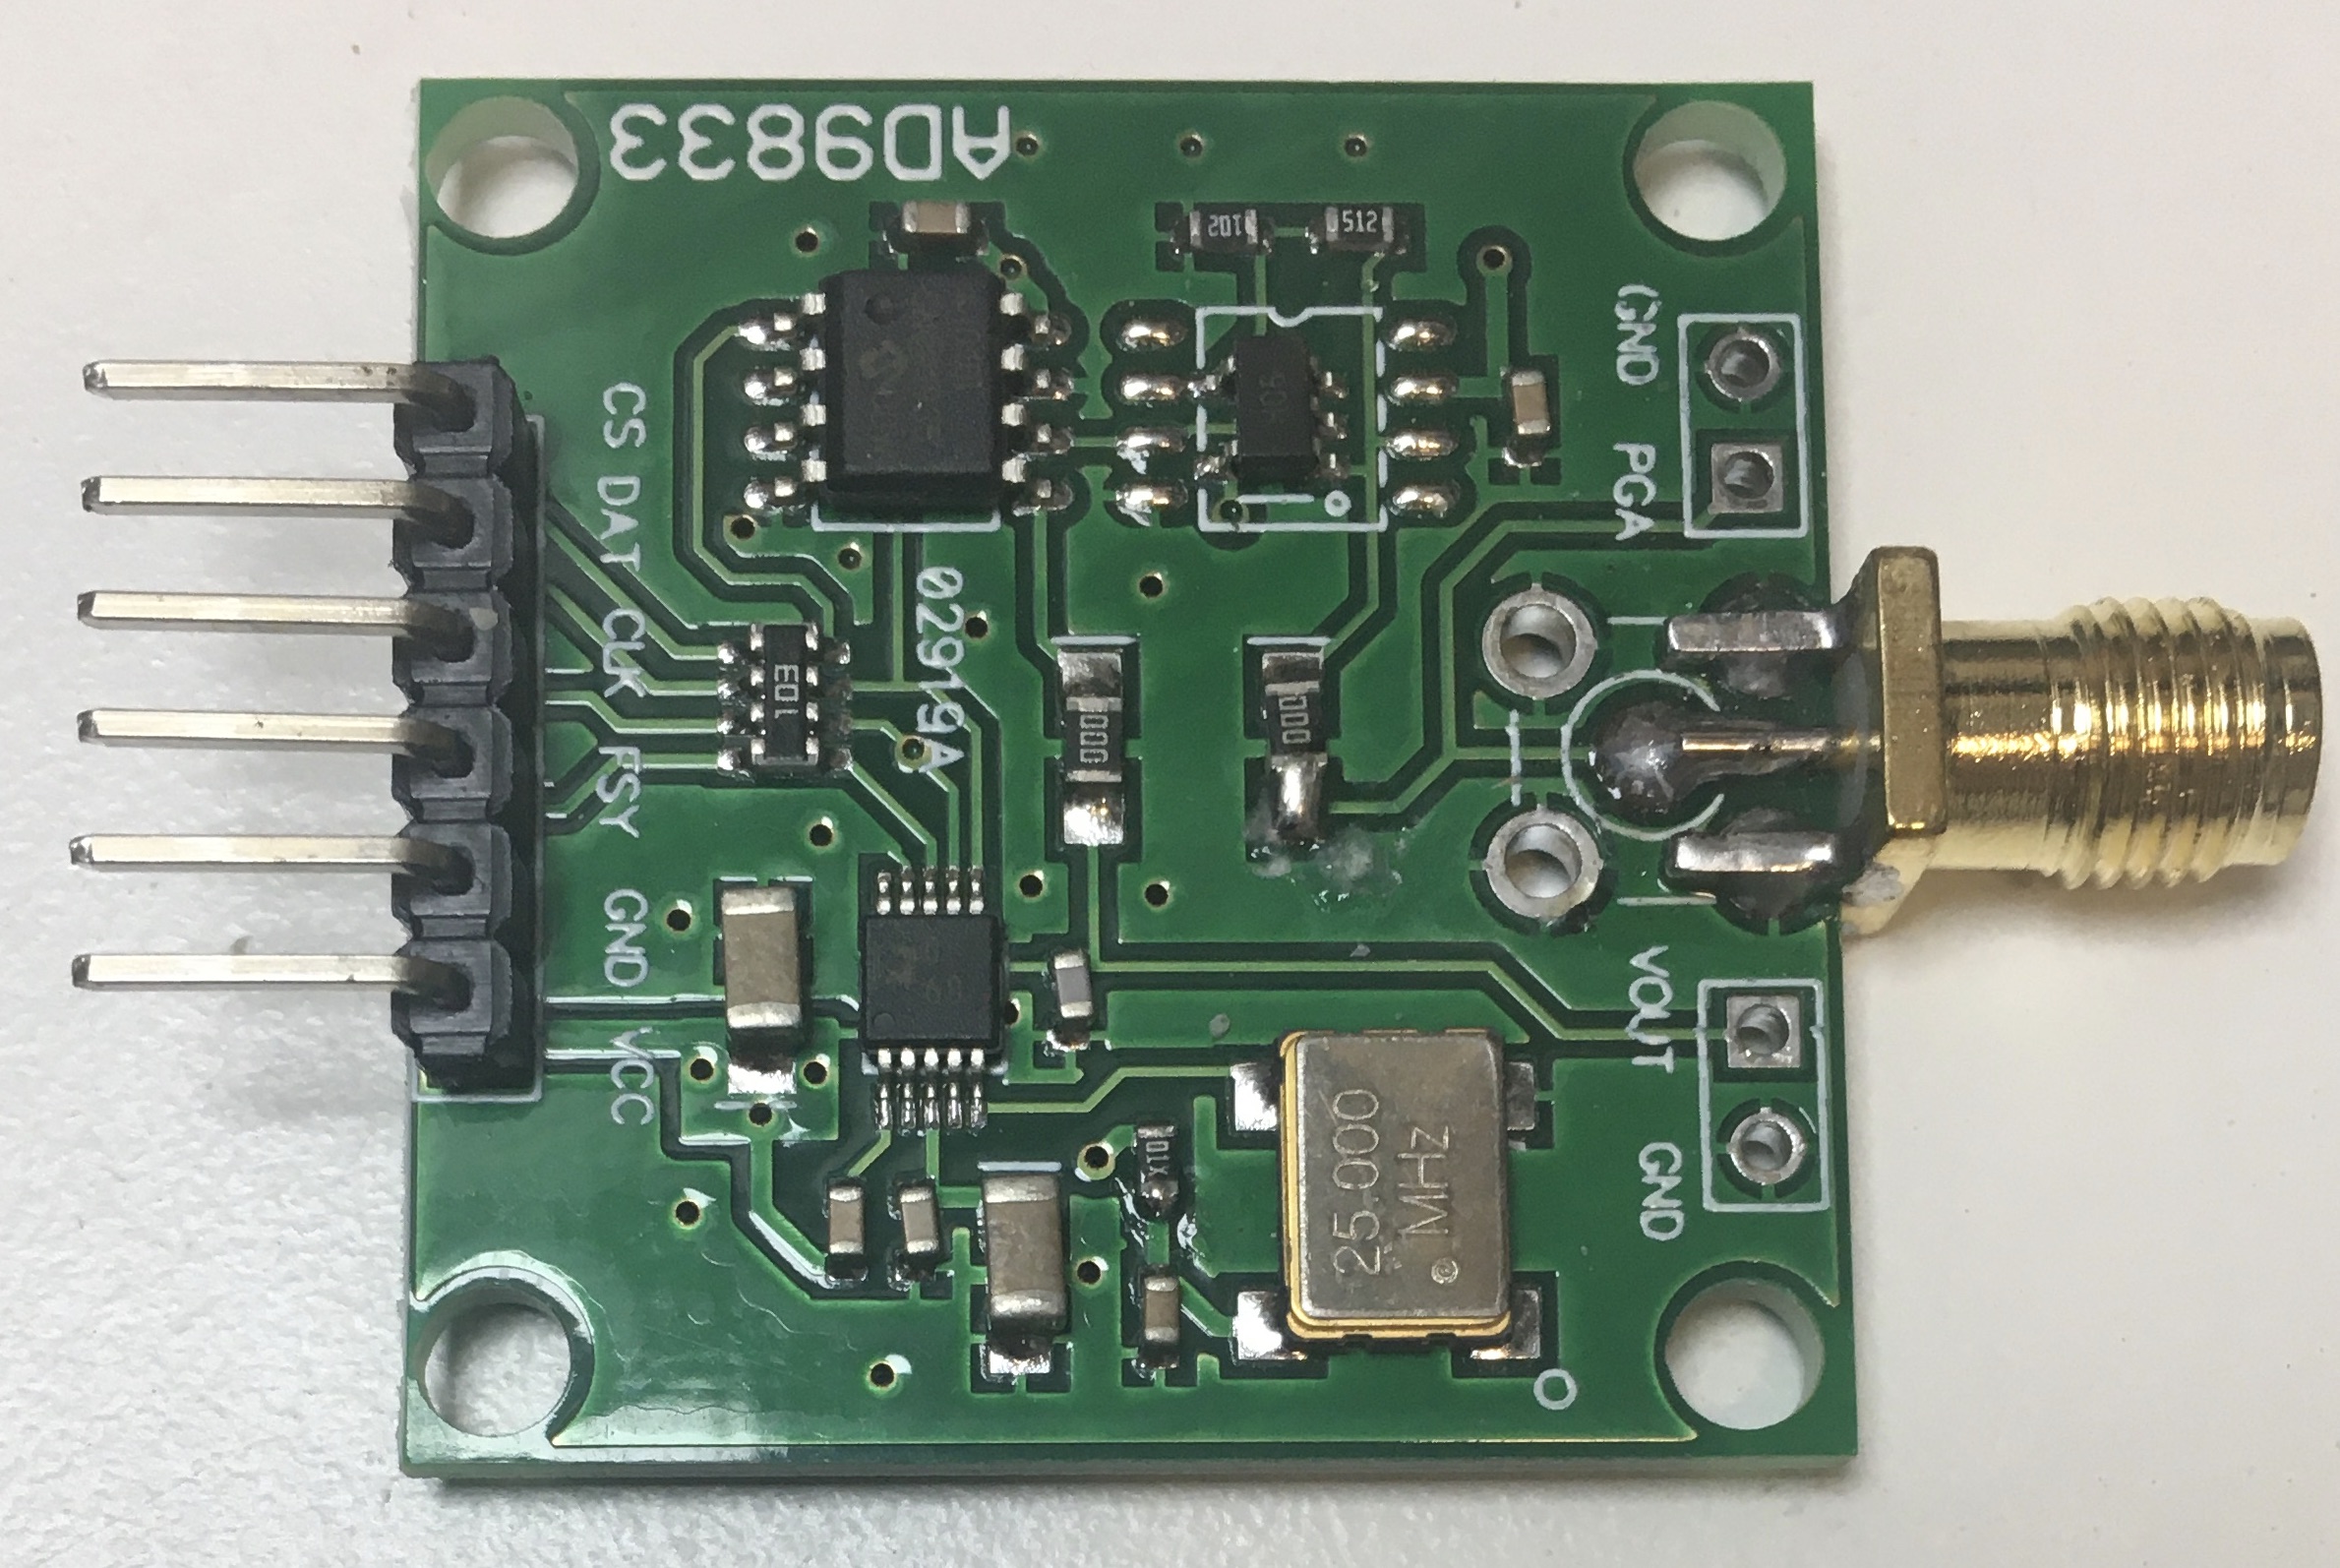 AD9833
102
512
GND
PGA
CS DAT CLK FSY GND VCC
02919A
103
000
000
VOUT
GND
01X
25.000
MHz